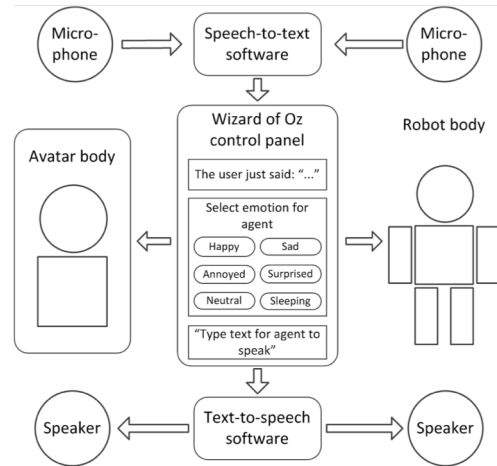 Micro-
phone
Speech-to-text
software
Micro-
phone
Wizard of Oz
control panel
Avatar body
Robot body
The user just said: “...”
Select emotion for
agent
Happy
Sad
Annoyed
Surprised
Neutral
Sleeping
“Type text for agent to
speak”
Speaker
Text-to-speech
software
Speaker